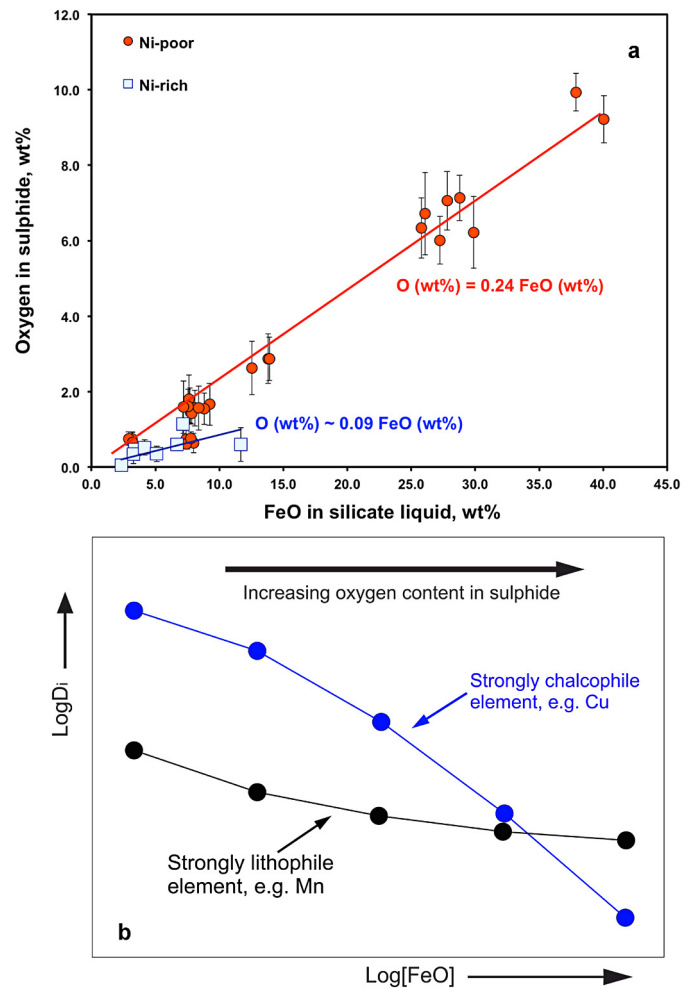 12.0
Ni-poor
a
Ni-rich
10.0
8.0
6.0
4.0
2.0
0.0
Oxygen in sulphide, wt%
O (wt%) = 0.24 FeO (wt%)
O (wt%) ~ 0.09 FeO (wt%)
0.0 5.0 10.0 15.0 20.0 25.0 30.0 35.0 40.0 45.0
FeO in silicate liquid, wt%
Increasing oxygen content in sulphide
LogDi
Strongly chalcophile
element, e.g. Cu
Strongly lithophile
element, e.g. Mn
b
Log[FeO]